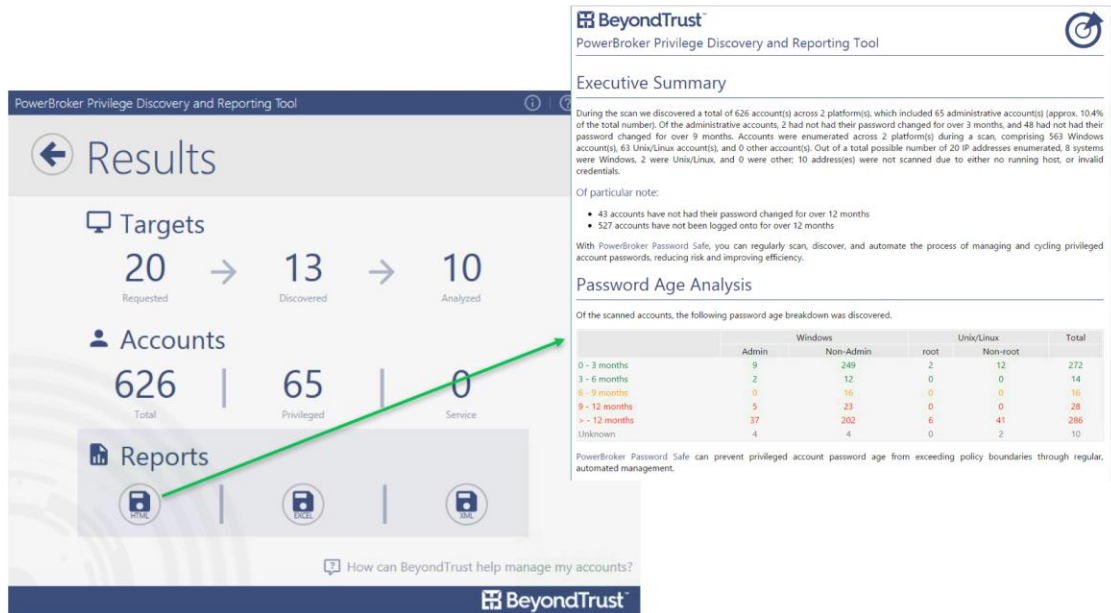 PowerBroker Privilege Discovery and Reporting Tool
Results
Targets
20 13 10
Requested Discovered Analyzed
Accounts
626 65 0
Total Privileged Service
Reports
HTML EXCEL XML
How can BeyondTrust help manage my accounts?
BeyondTrust
BeyondTrust
PowerBroker Privilege Discovery and Reporting Tool
Executive Summary
During the scan we discovered a total of 626 account(s) across 2 platform(s), which included 65 administrative account(s) (approx. 10.4%
of the total number). Of the administrative accounts, 2 had not had their password changed for over 3 months, and 48 had not had their
password changed for over 9 months. Accounts were enumerated across 2 platform(s) during a scan, comprising 563 Windows
account(s), 63 Unix/Linux account(s), and 0 other account(s). Out of a total possible number of 20 IP addresses enumerated, 8 systems
were Windows, 2 were Unix/Linux, and 0 were other; 10 address(es) were not scanned due to either no running host, or invalid
credentials.
Of particular note:
• 43 accounts have not had their password changed for over 12 months
• 527 accounts have not been logged onto for over 12 months
With PowerBroker Password Safe, you can regularly scan, discover, and automate the process of managing and cycling privileged
account passwords, reducing risk and improving efficiency.
Password Age Analysis
Of the scanned accounts, the following password age breakdown was discovered.
Windows Unix/Linux Total
Admin Non-Admin root Non-root
0 - 3 months 9 249 2 12 272
3 - 6 months 2 12 0 0 14
6 - 9 months 0 16 0 0 16
9 - 12 months 5 23 0 0 28
> - 12 months 37 202 6 41 286
Unknown 4 4 0 2 10
PowerBroker Password Safe can prevent privileged account password age from exceeding policy boundaries through regular,
automated management.